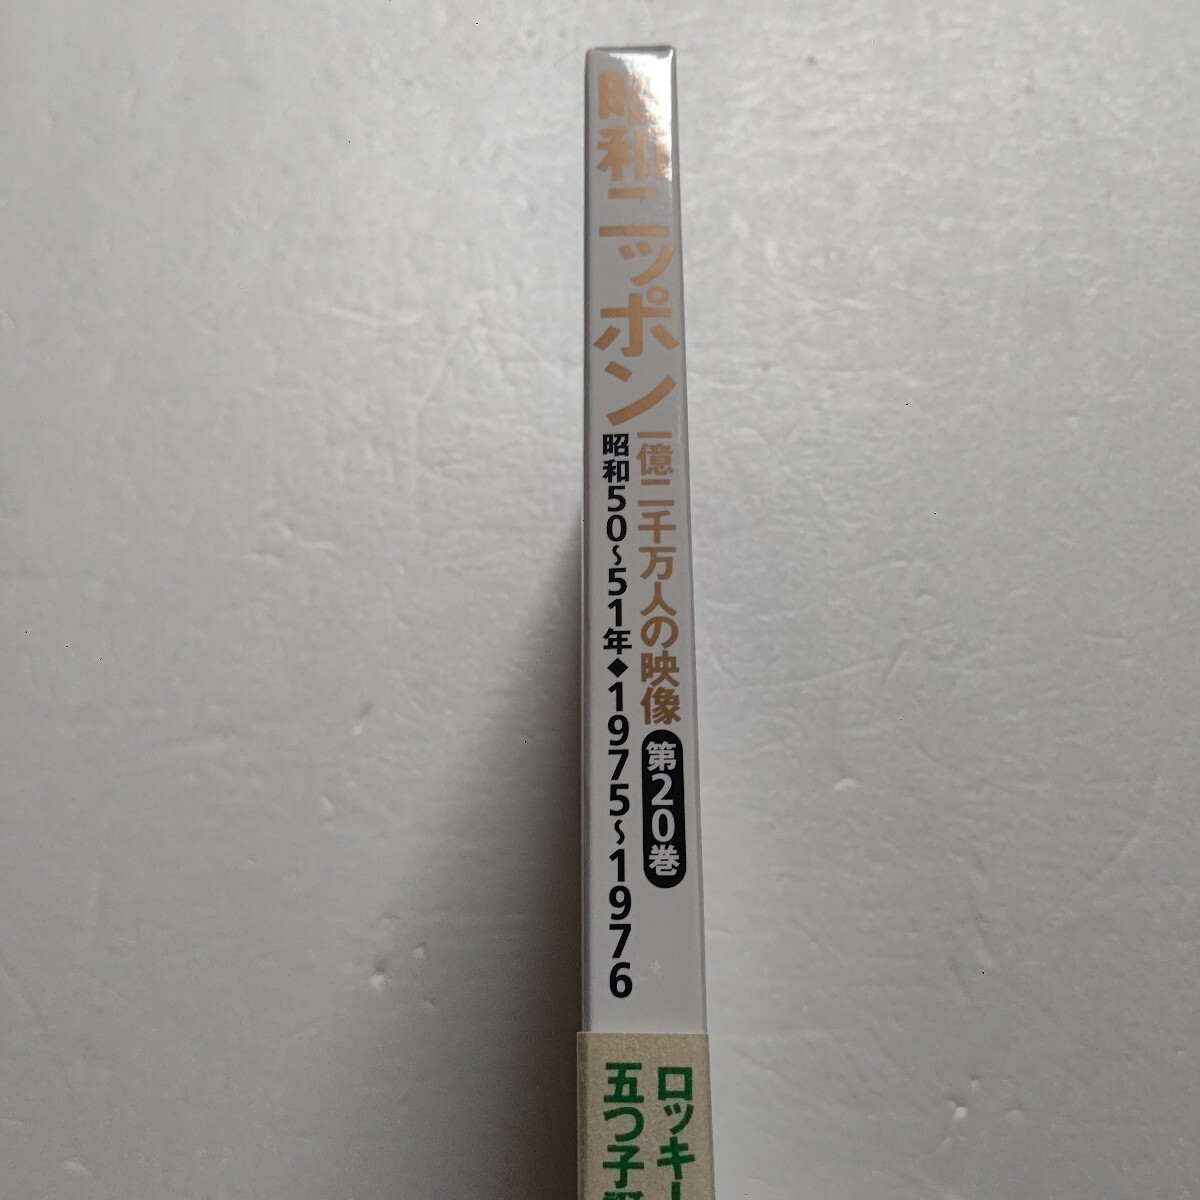 昭和ニッポン
一億二千万人の映像
第20巻
昭和50～51年◆1975～1976
ロッキー
五つ子